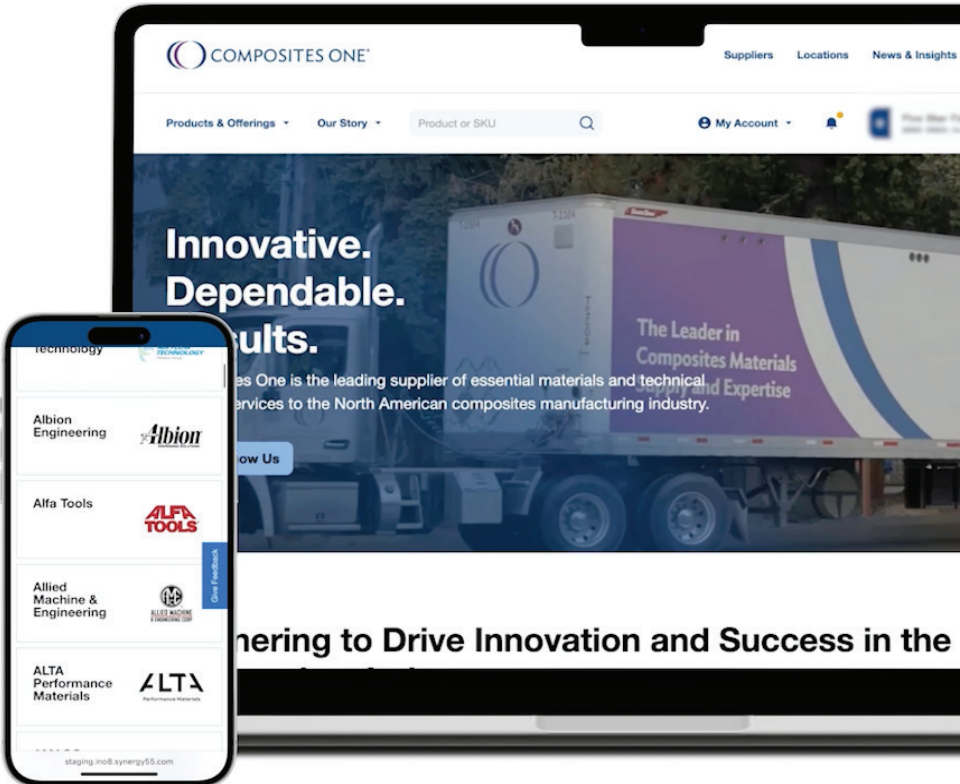 COMPOSITES ONE
Suppliers Locations News & Insights
Products & Offerings Our Story Product or SKU My Account
T-2304 T-2304
Innovative.
Dependable.
sults.
The Leader in
Composites Materials
Supply and Expertise
es One is the leading supplier of essential materials and technical
ervices to the North American composites manufacturing industry.
ow Us
nering to Drive Innovation and Success in the
Technology
TECHNOLOGY
Albion
Engineering
Albion
Alfa Tools
ALFA
TOOLS
Give Feedback
Allied
Machine &
Engineering
ALLIED MACHINE
& ENGINEERING CORP
ALTA
Performance
Materials
ALTA
Performance Materials
staging.ino8.synergy55.com